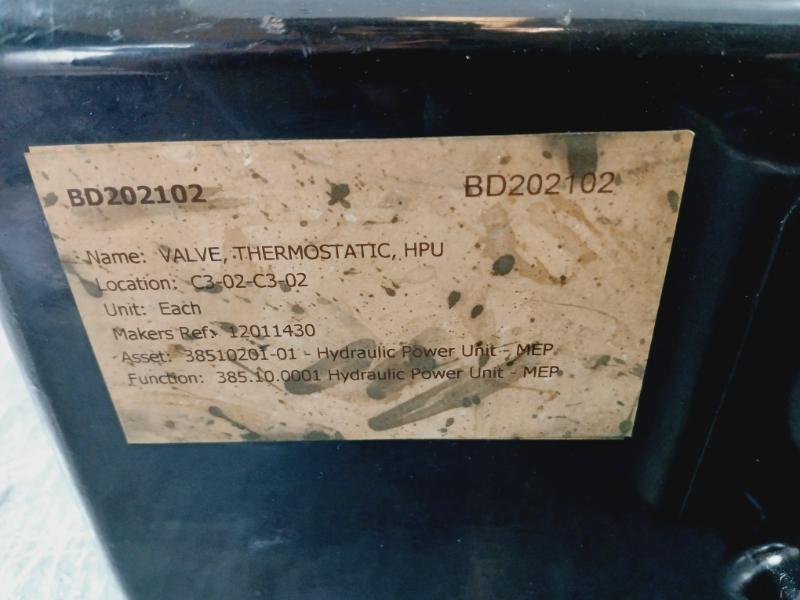 BD202102 BD202102
Name: VALVE, THERMOSTATIC, HPU
Location: C3-02-C3-02
Unit: Each
Makers Ref: 12011430
Asset: 38510201-01 - Hydraulic Power Unit - MEP
Function: 385.10.0001 Hydraulic Power Unit - MEP